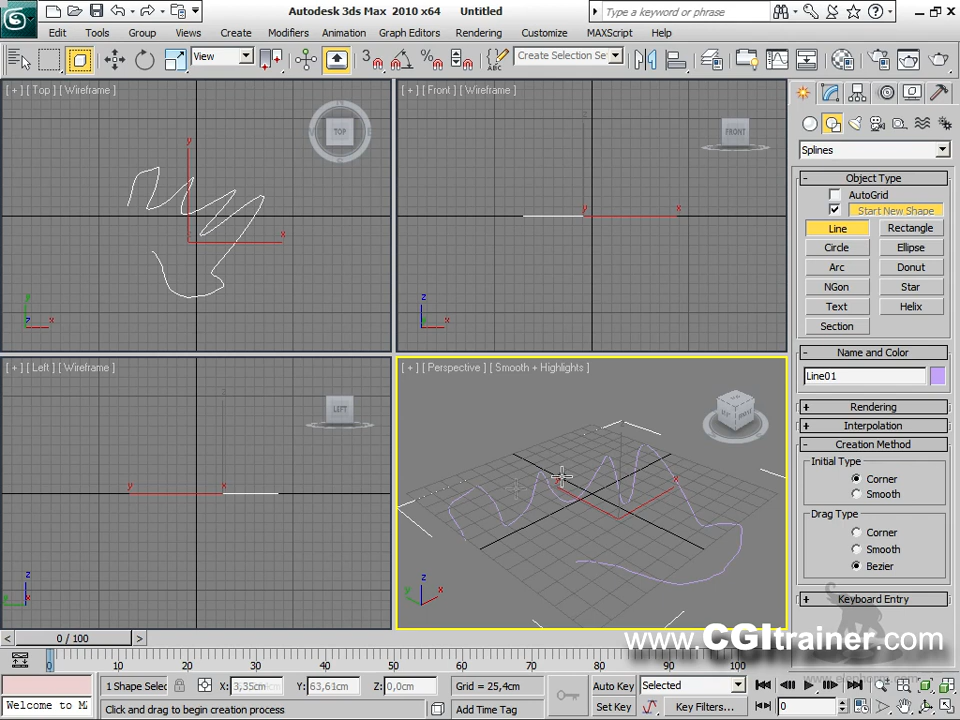 Autodesk 3ds Max 2010 x64 Untitled
Type a keyword or phrase
Edit Tools Group Views Create Modifiers Animation Graph Editors Rendering Customize MAXScript Help
View
3
Create Selection Se
[ + ] [ Top ] [ Wireframe ]
TOP
y
x
y
z x
[ + ] [ Front ] [ Wireframe ]
FRONT
y x
z
x
[ + ] [ Left ] [ Wireframe ]
LEFT
y x
z
y
[ + ] [ Perspective ] [ Smooth + Highlights ]
x
z
y x
Splines
- Object Type
AutoGrid
Start New Shape
Line Rectangle
Circle Ellipse
Arc Donut
NGon Star
Text Helix
Section
- Name and Color
Line01
+ Rendering
+ Interpolation
- Creation Method
Initial Type
Corner
Smooth
Drag Type
Corner
Smooth
Bezier
+ Keyboard Entry
www.CGItrainer.com
< 0 / 100 >
0 10 20 30 40 50 60 70 80 90 100
1 Shape Selec
X: 3,35cm Y: 63,61cm Z: 0,0cm
Grid = 25,4cm
Auto Key Selected
Welcome to MA
Click and drag to begin creation process
Add Time Tag
Set Key Key Filters...
0